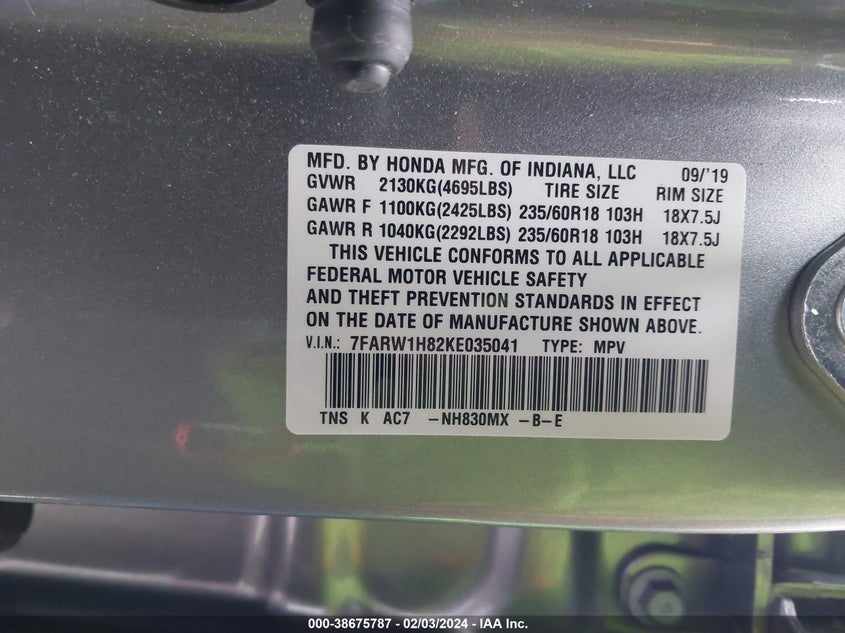 MFD. BY HONDA MFG. OF INDIANA, LLC 09/'19
GVWR 2130KG(4695LBS) TIRE SIZE RIM SIZE
GAWR F 1100KG(2425LBS) 235/60R18 103H 18X7.5J
GAWR R 1040KG(2292LBS) 235/60R18 103H 18X7.5J
THIS VEHICLE CONFORMS TO ALL APPLICABLE
FEDERAL MOTOR VEHICLE SAFETY
AND THEFT PREVENTION STANDARDS IN EFFECT
ON THE DATE OF MANUFACTURE SHOWN ABOVE.
V.I.N.: 7FARW1H82KE035041 TYPE: MPV
TNS K AC7 -NH830MX -B-E
000-38675787 - 02/03/2024 - IAA Inc.